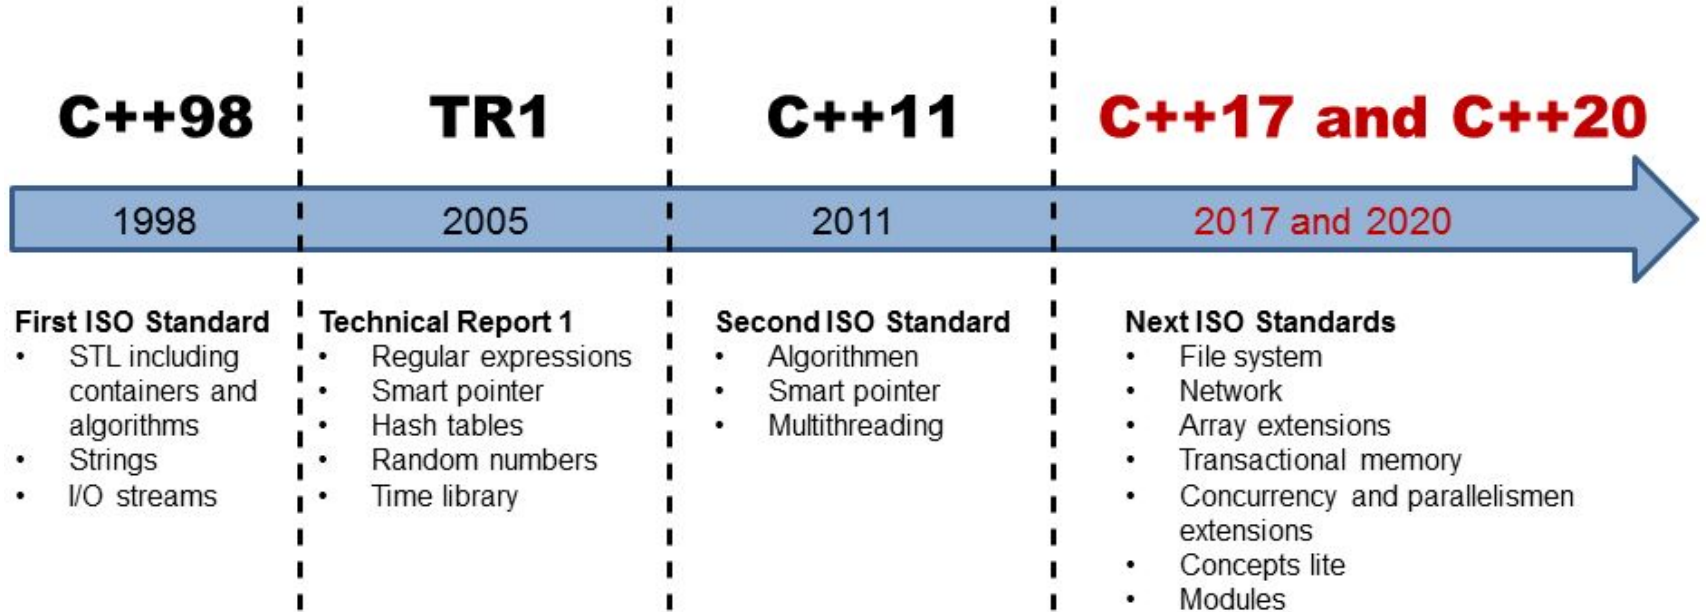 C++98
TR1
C++11
C++17 and C++20
1998
2005
2011
2017 and 2020
First ISO Standard
• STL including
containers and
algorithms
• Strings
• I/O streams
Technical Report 1
• Regular expressions
• Smart pointer
• Hash tables
• Random numbers
• Time library
Second ISO Standard
• Algorithmen
• Smart pointer
• Multithreading
Next ISO Standards
• File system
• Network
• Array extensions
• Transactional memory
• Concurrency and parallelismen
extensions
• Concepts lite
• Modules